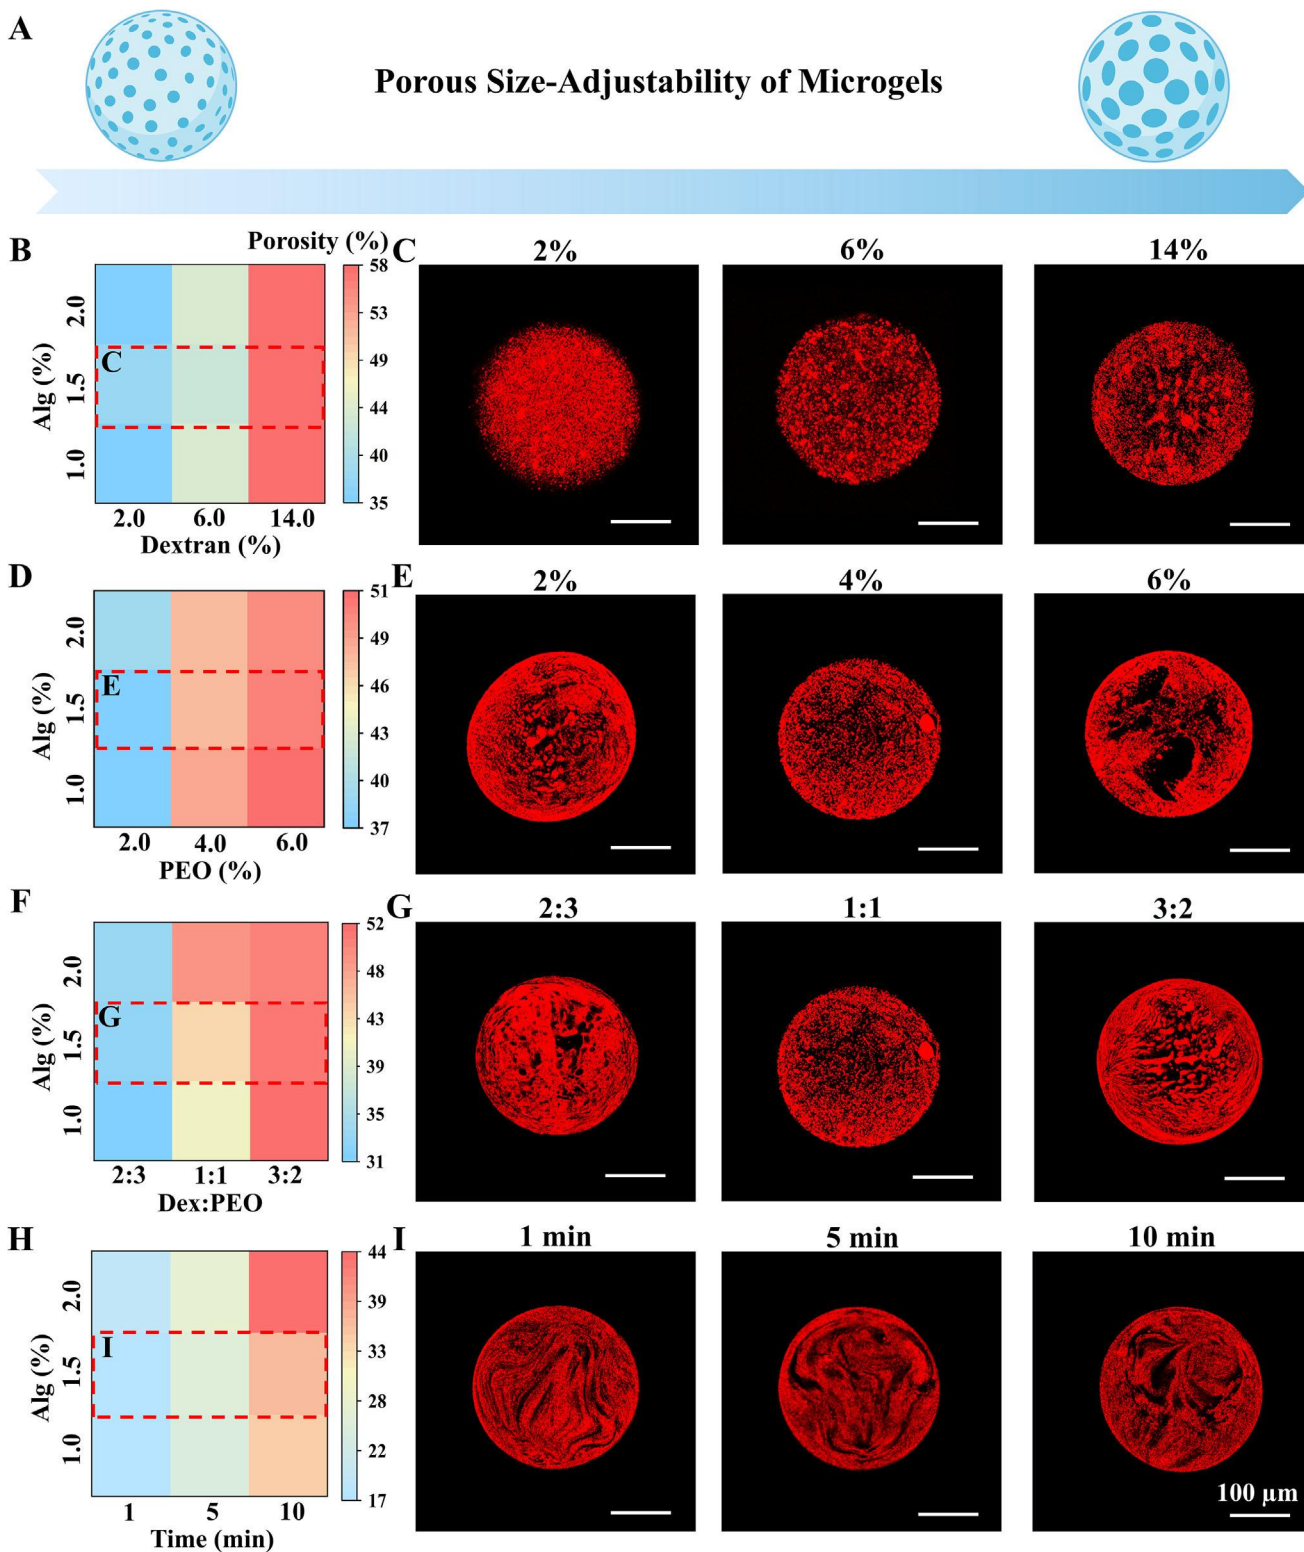 A
Porous Size-Adjustability of Microgels
B
Porosity (%)
58
53
49
44
40
35
Alg (%)
2.0
1.5
1.0
C
2.0 6.0 14.0
Dextran (%)
C
2% 6% 14%
D
51
49
46
43
40
37
Alg (%)
2.0
1.5
1.0
E
2.0 4.0 6.0
PEO (%)
E
2% 4% 6%
F
52
48
43
39
35
31
Alg (%)
2.0
1.5
1.0
G
2:3 1:1 3:2
Dex:PEO
G
2:3 1:1 3:2
H
44
39
33
28
22
17
Alg (%)
2.0
1.5
1.0
I
1 5 10
Time (min)
I
1 min 5 min 10 min
100 µm